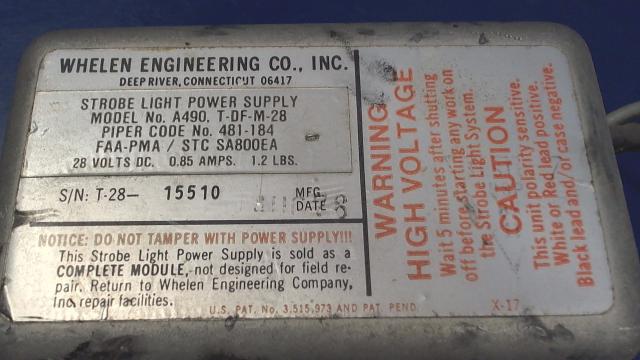 WHELEN ENGINEERING CO., INC.
DEEP RIVER, CONNECTICUT 06417
STROBE LIGHT POWER SUPPLY
MODEL No. A490, T-DF-M-28
PIPER CODE No. 481-184
FAA-PMA / STC SA800EA
28 VOLTS DC. 0.85 AMPS. 1.2 LBS.
S/N: T-28- 15510
MFG.
DATE
NOTICE: DO NOT TAMPER WITH POWER SUPPLY!!!
This Strobe Light Power Supply is sold as a
COMPLETE MODULE, not designed for field re-
pair. Return to Whelen Engineering Company,
Inc. repair facilities.
U.S. PAT. No. 3,515,973 AND PAT. PEND.
WARNING
HIGH VOLTAGE
Wait 5 minutes after shutting
off before starting any work on
the Strobe Light System.
CAUTION
This unit polarity sensitive.
White or Red lead positive.
Black lead and/or case negative.
X-17